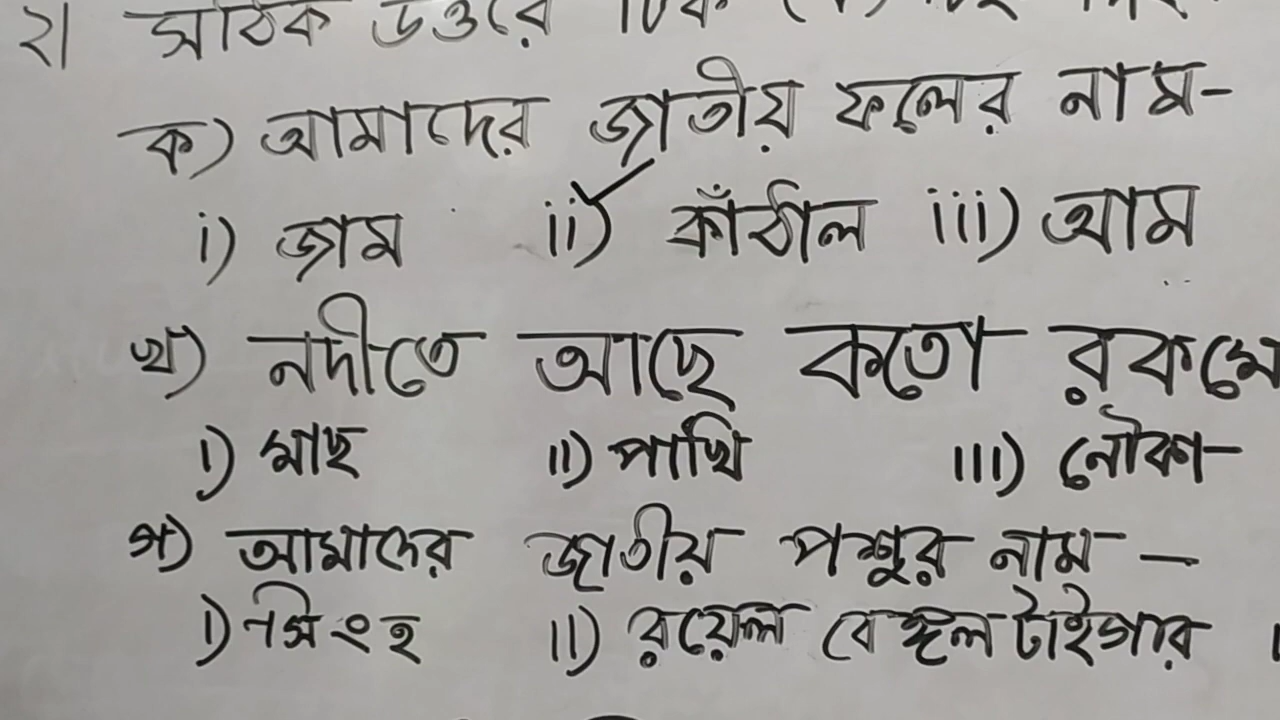 ২। সঠিক উত্তরে টিক (✓) চিহ্ন
ক) আমাদের জাতীয় ফলের নাম-
i) জাম ii) কাঁঠাল iii) আম
খ) নদীতে আছে কতো রকমে
i) মাছ ii) পাখি iii) নৌকা
গ) আমাদের জাতীয় পশুর নাম —
i) সিংহ ii) রয়েল বেঙ্গল টাইগার